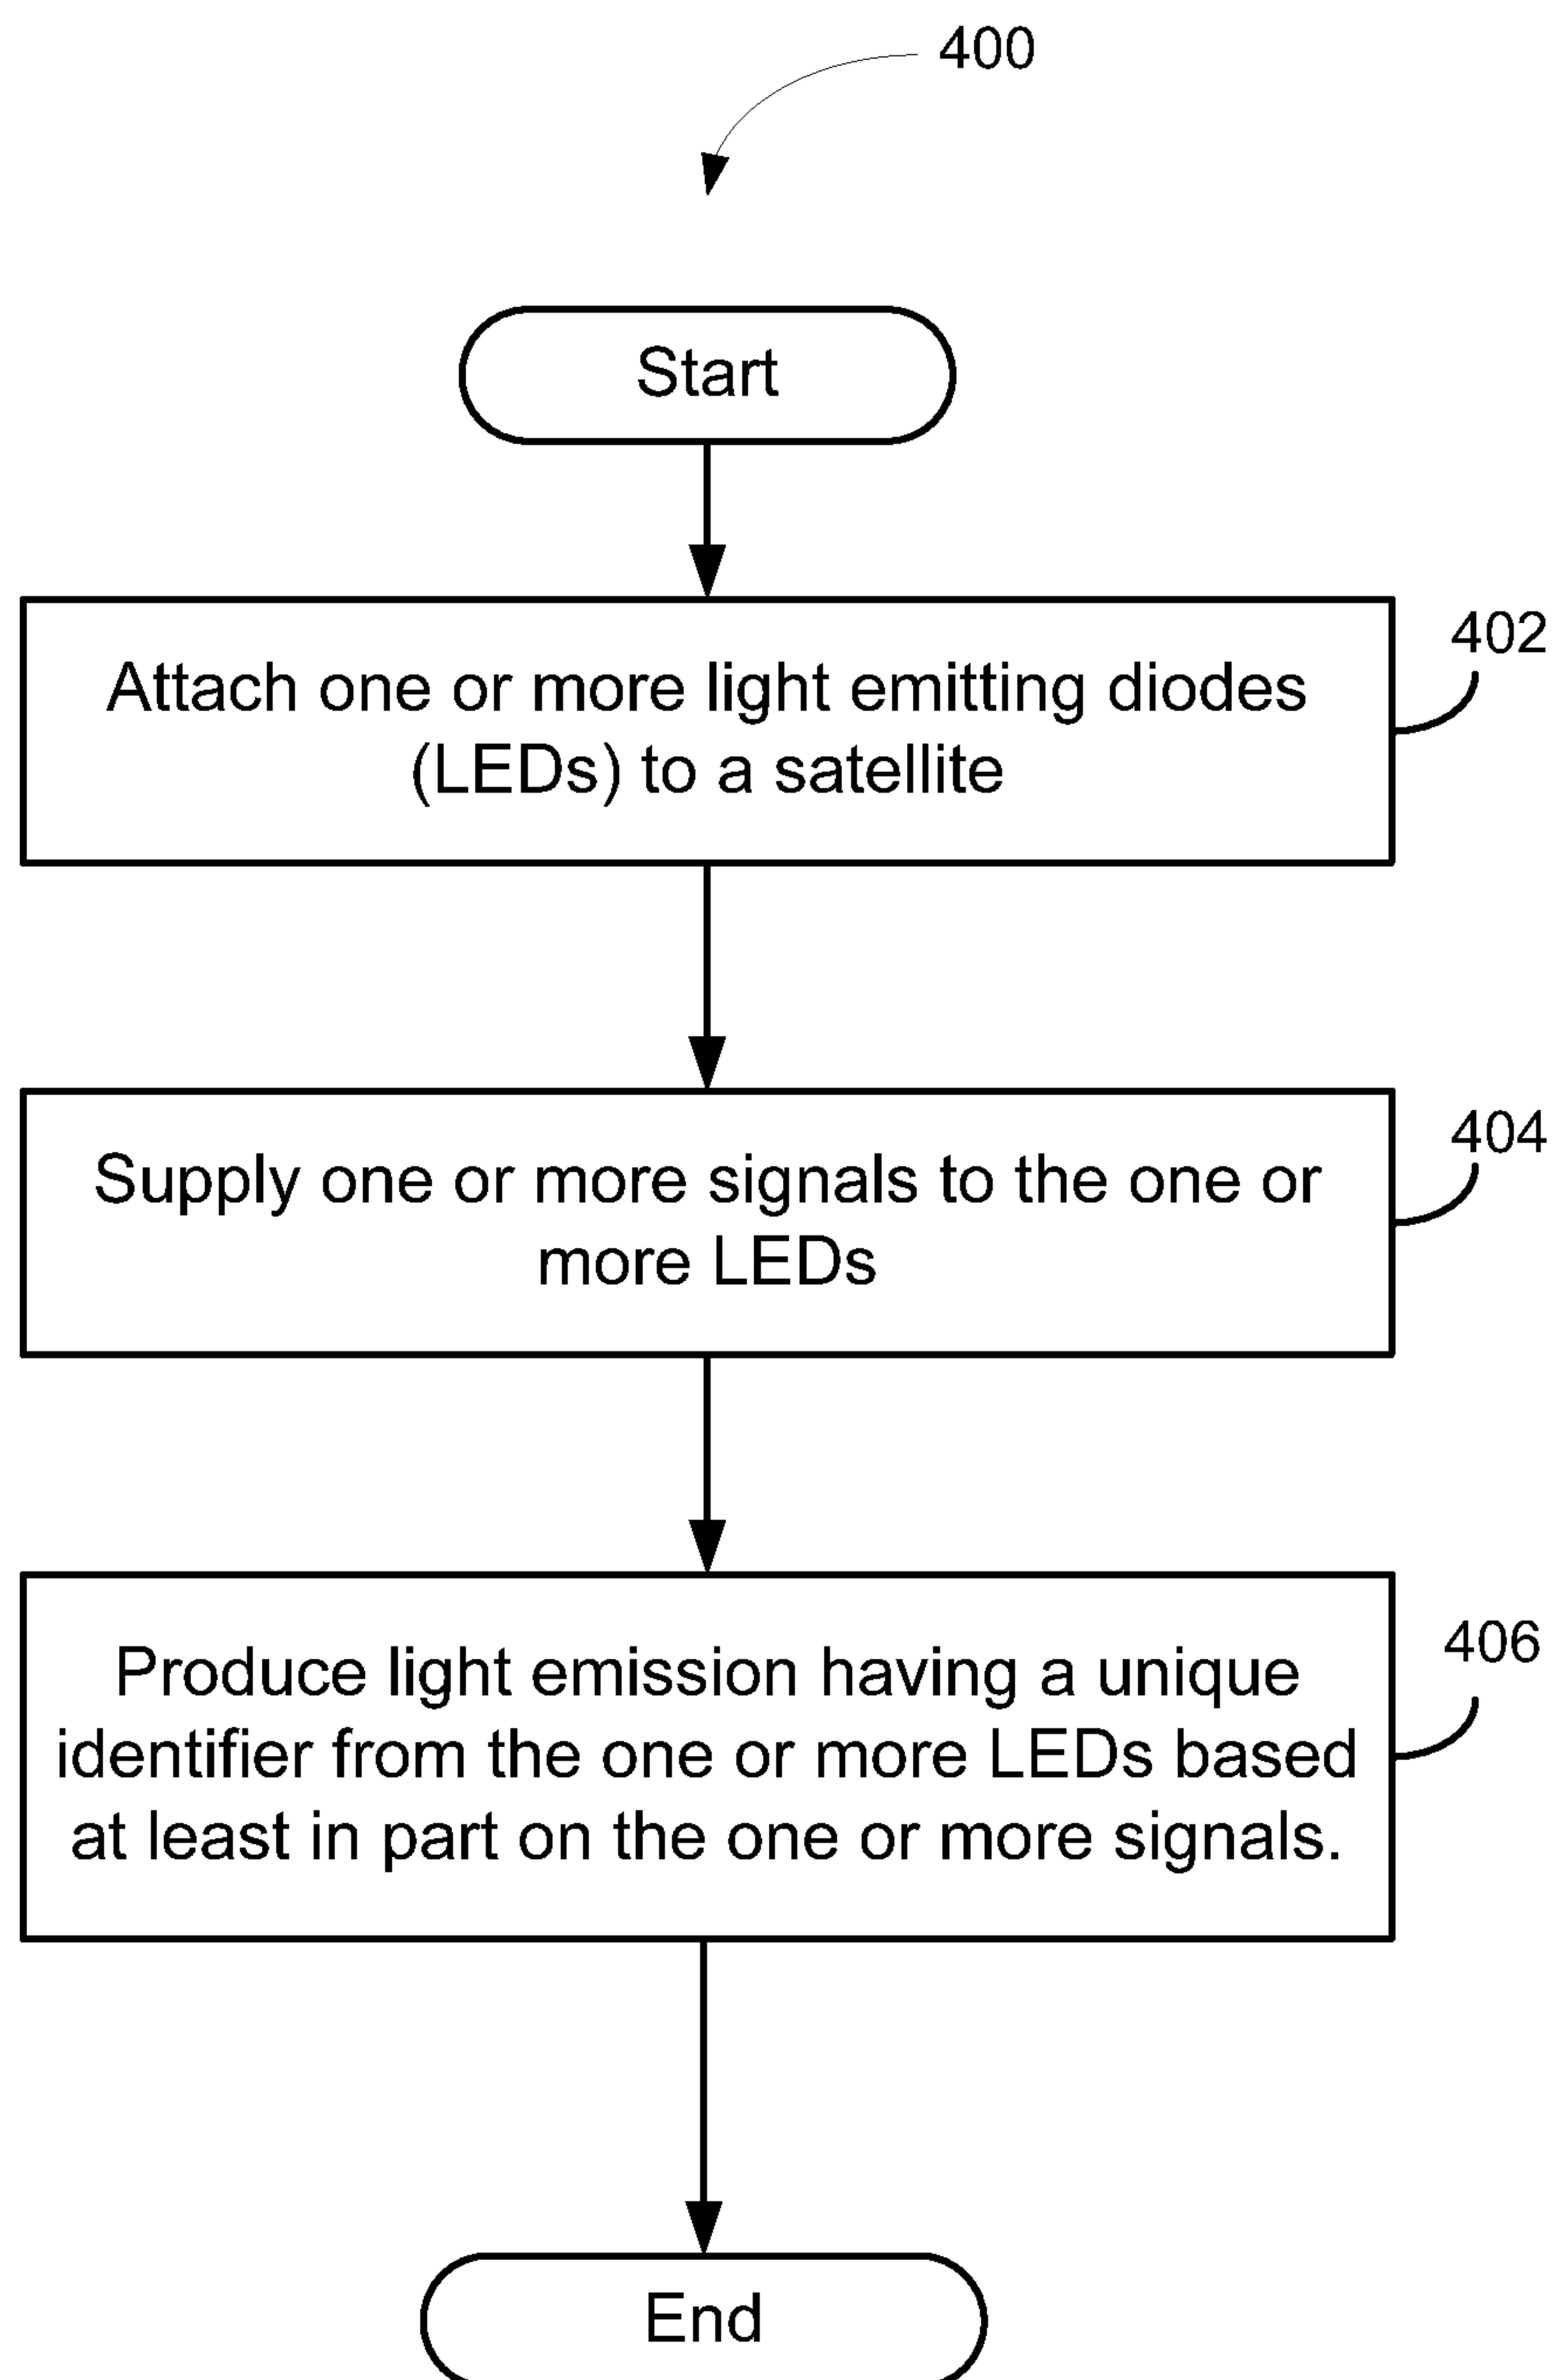 400
Start
402
Attach one or more light emitting diodes
(LEDs) to a satellite
404
Supply one or more signals to the one or
more LEDs
406
Produce light emission having a unique
identifier from the one or more LEDs based
at least in part on the one or more signals.
End